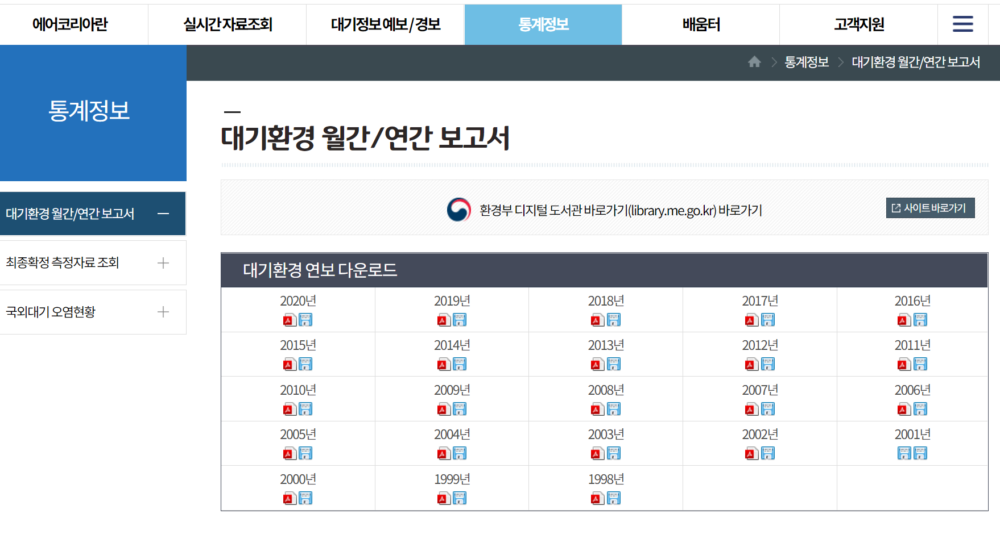 에어코리아란
실시간 자료조회
대기정보 예보 / 경보
통계정보
배움터
고객지원
통계정보
대기환경 월간/연간 보고서
통계정보
대기환경 월간/연간 보고서
최종확정 측정자료 조회
국외대기 오염현황
대기환경 월간/연간 보고서
환경부 디지털 도서관 바로가기(library.me.go.kr) 바로가기
사이트 바로가기
대기환경 연보 다운로드
2020년 2019년 2018년 2017년 2016년
2015년 2014년 2013년 2012년 2011년
2010년 2009년 2008년 2007년 2006년
2005년 2004년 2003년 2002년 2001년
2000년 1999년 1998년